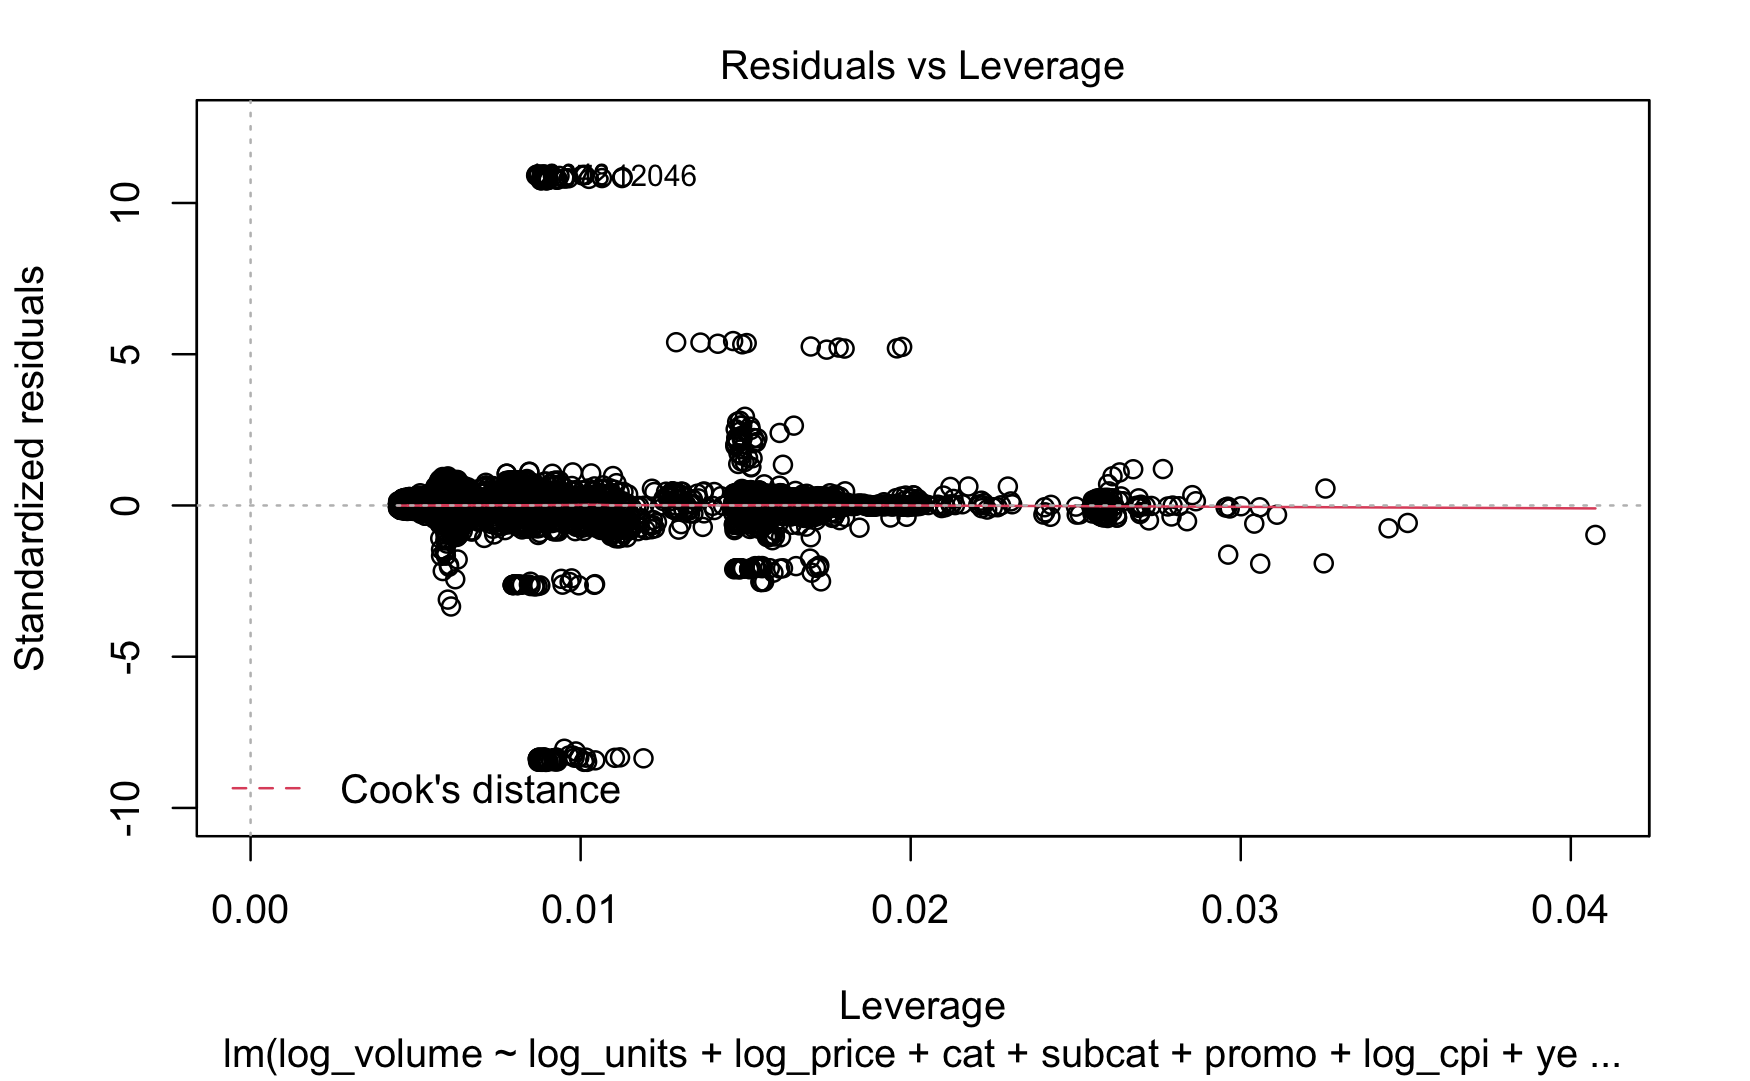 Residuals vs Leverage
12046
10
5
0
-5
-10
Standardized residuals
Cook's distance
0.00 0.01 0.02 0.03 0.04
Leverage
lm(log_volume ~ log_units + log_price + cat + subcat + promo + log_cpi + ye ...